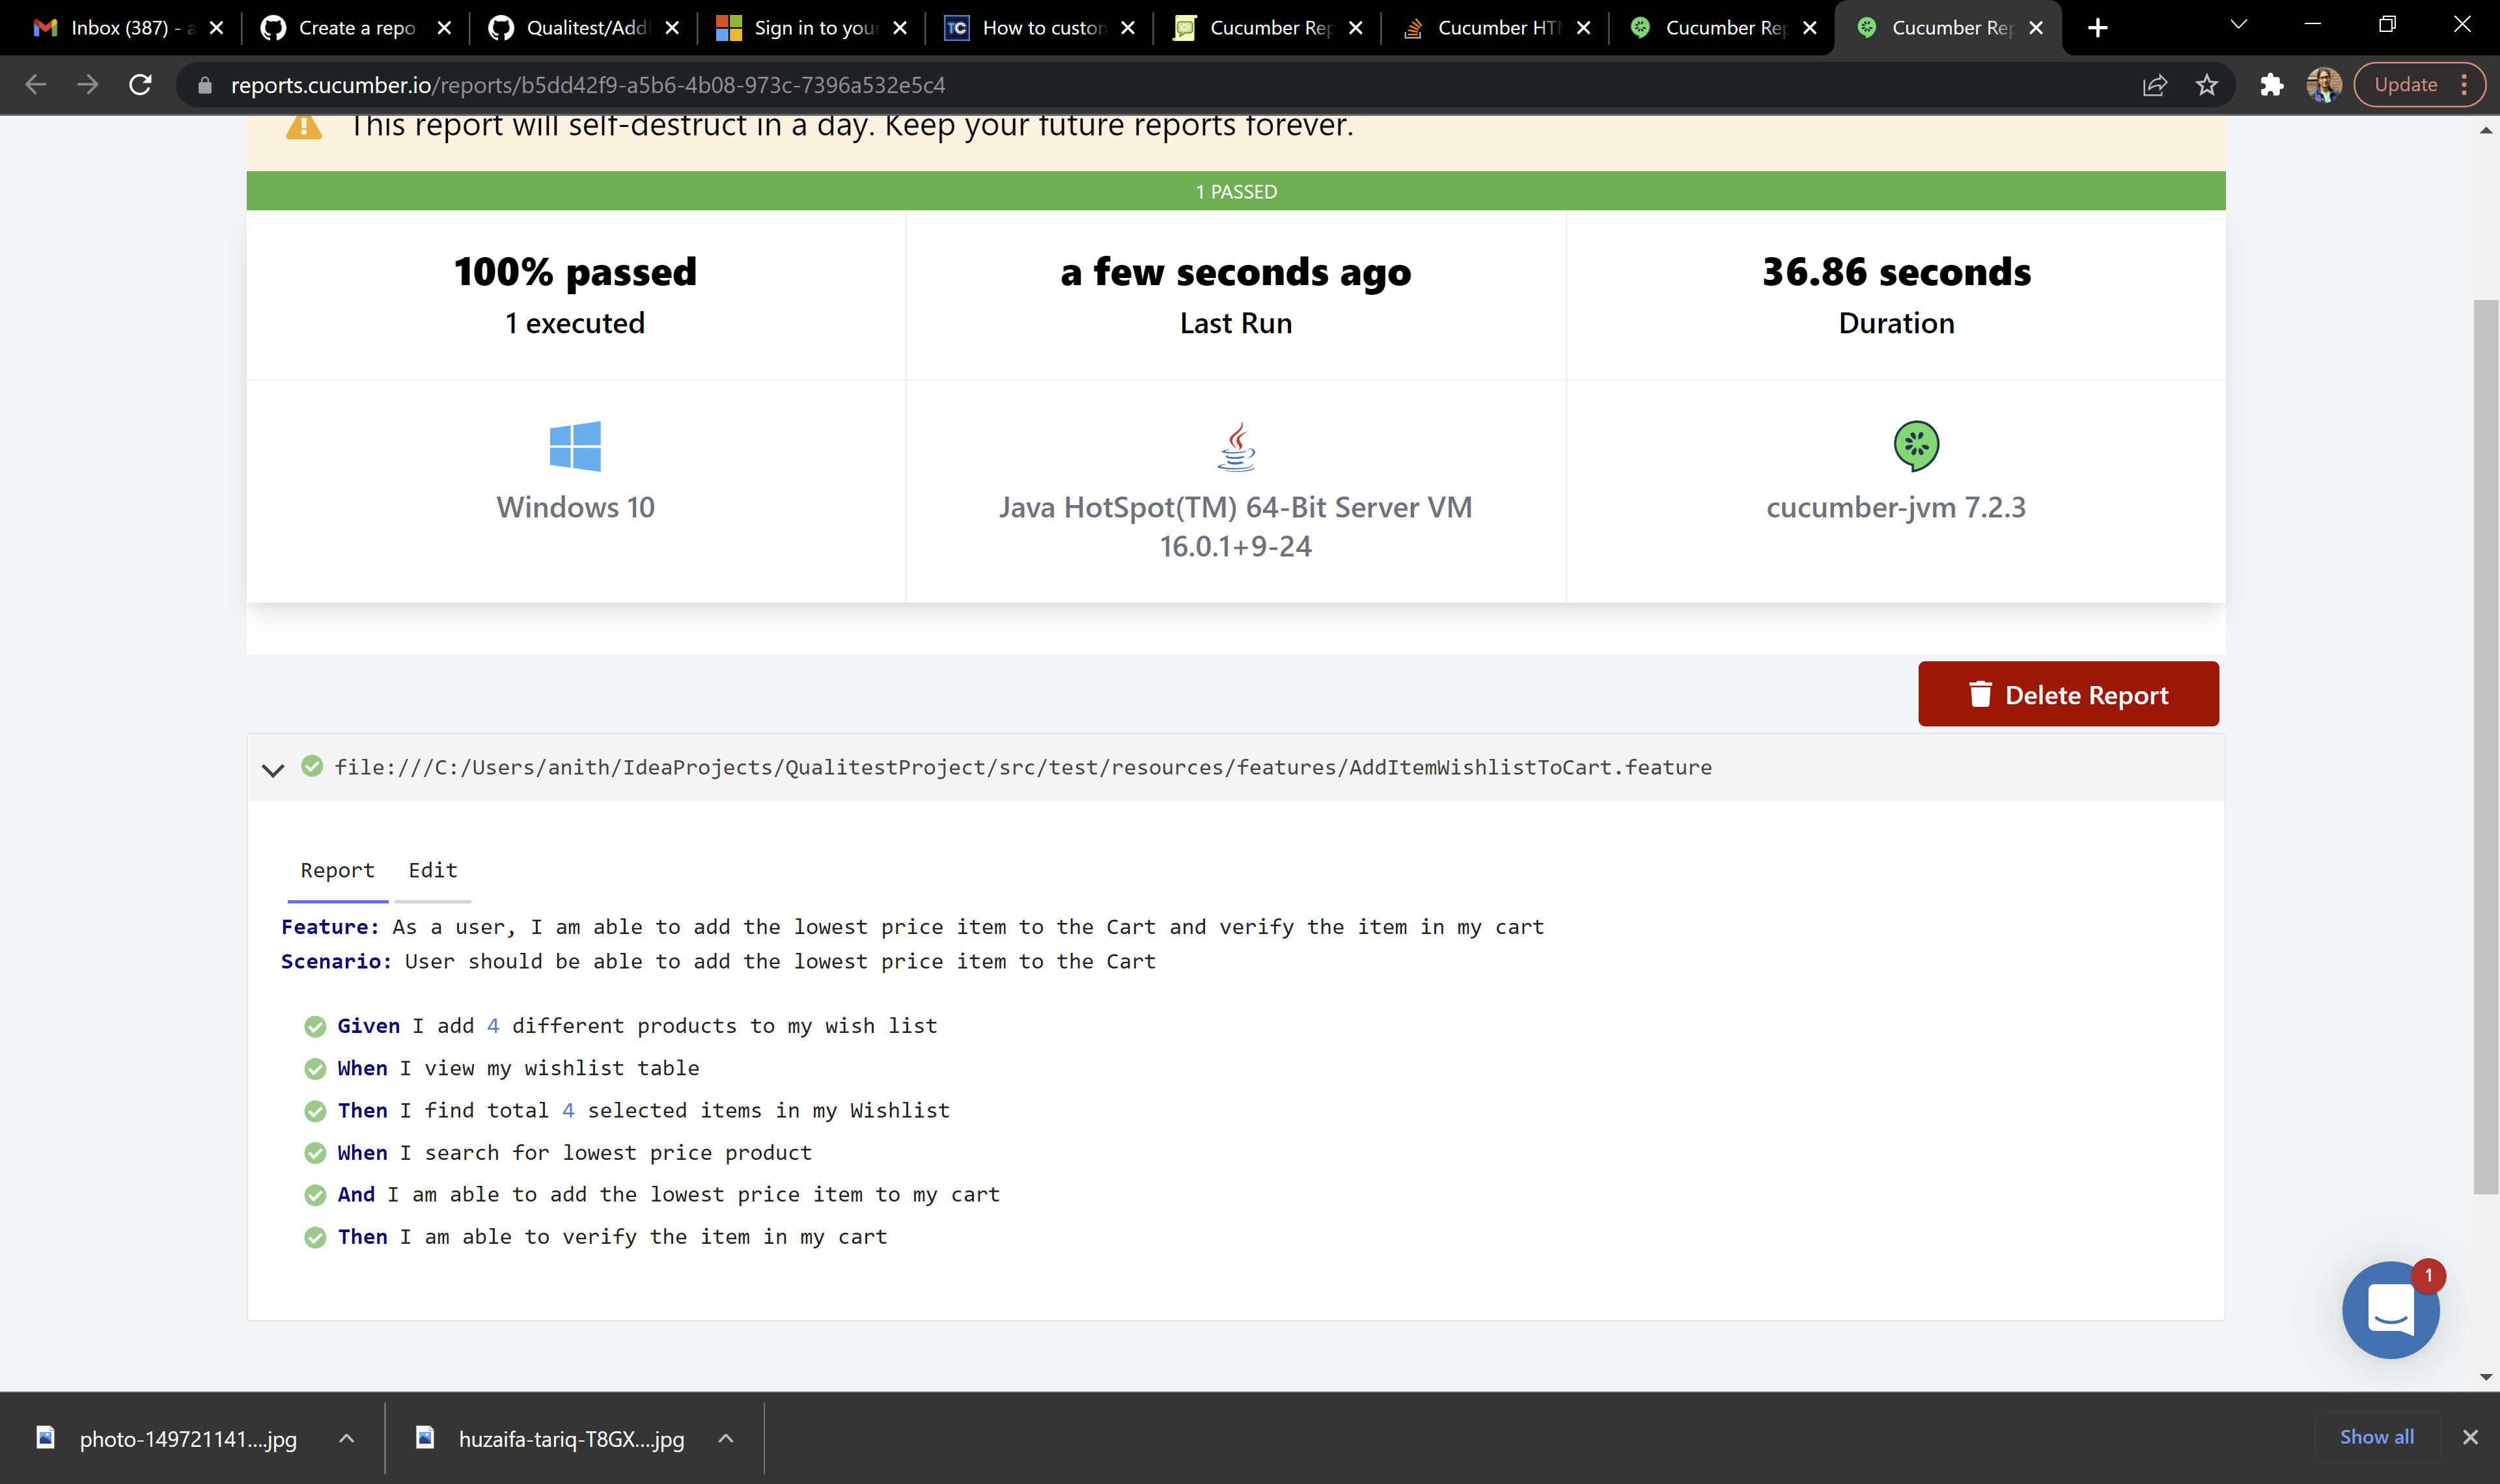 Inbox (387) - a
Create a repo
Qualitest/Add
Sign in to your
How to custom
Cucumber Rep
Cucumber HTM
Cucumber Rep
Cucumber Rep
reports.cucumber.io/reports/b5dd42f9-a5b6-4b08-973c-7396a532e5c4
Update
This report will self-destruct in a day. Keep your future reports forever.
1 PASSED
100% passed
1 executed
a few seconds ago
Last Run
36.86 seconds
Duration
Windows 10
Java HotSpot(TM) 64-Bit Server VM
16.0.1+9-24
cucumber-jvm 7.2.3
Delete Report
file:///C:/Users/anith/IdeaProjects/QualitestProject/src/test/resources/features/AddItemWishlistToCart.feature
Report Edit
Feature: As a user, I am able to add the lowest price item to the Cart and verify the item in my cart
Scenario: User should be able to add the lowest price item to the Cart
Given I add 4 different products to my wish list
When I view my wishlist table
Then I find total 4 selected items in my Wishlist
When I search for lowest price product
And I am able to add the lowest price item to my cart
Then I am able to verify the item in my cart
1
photo-149721141....jpg
huzaifa-tariq-T8GX....jpg
Show all